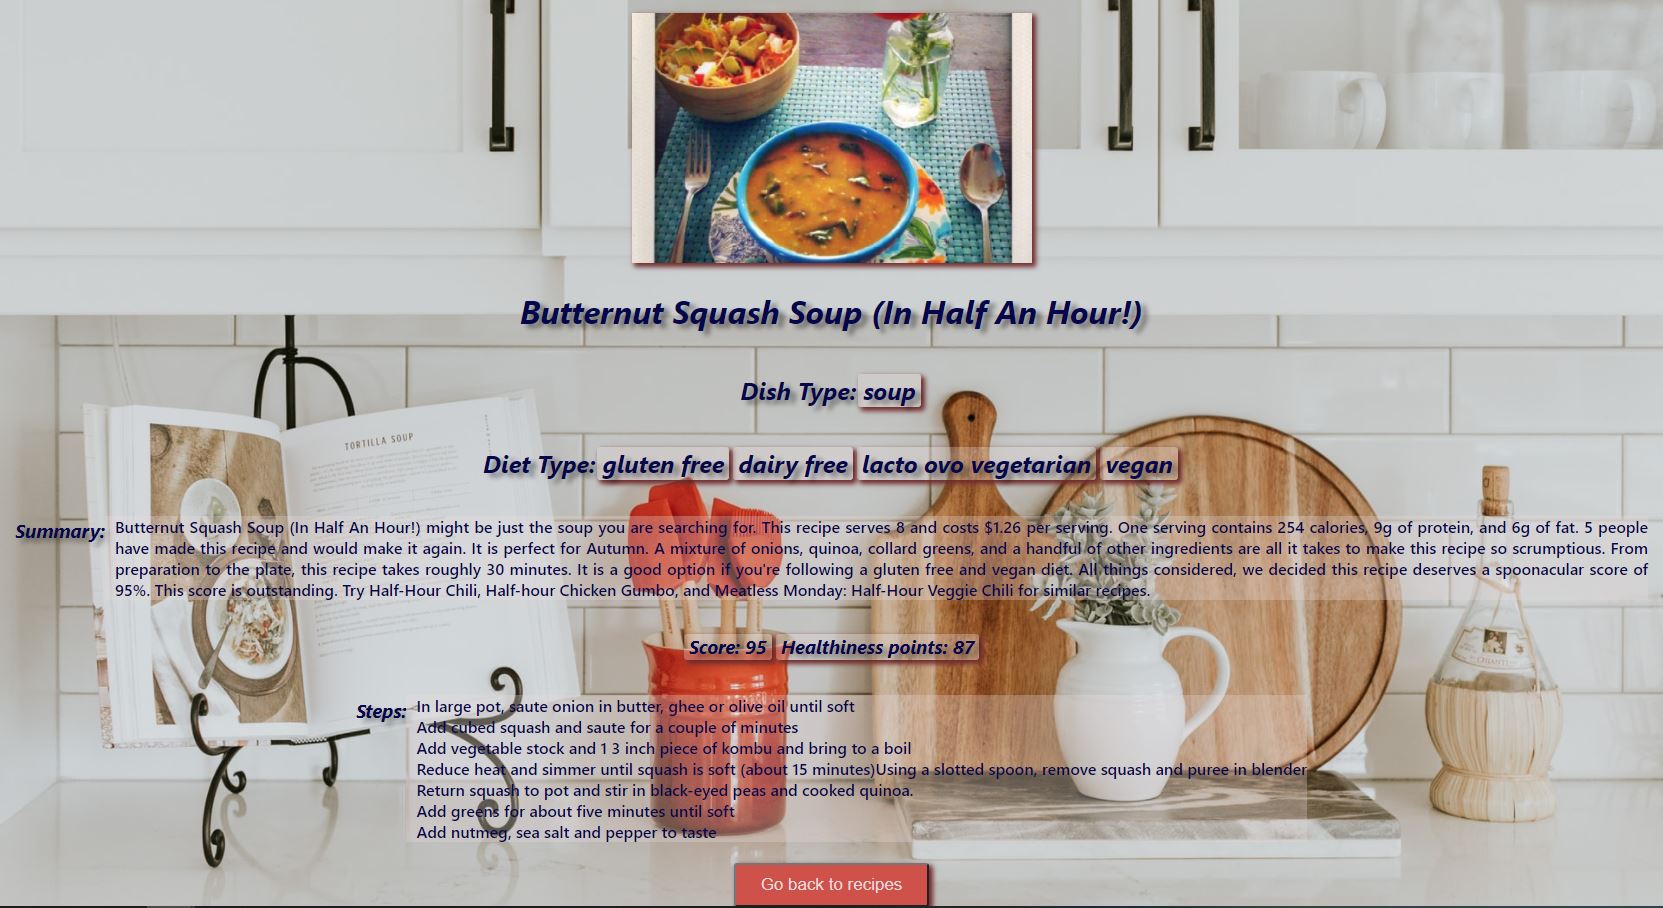 Butternut Squash Soup (In Half An Hour!)
Dish Type: soup
Diet Type: gluten free dairy free lacto ovo vegetarian vegan
Summary: Butternut Squash Soup (In Half An Hour!) might be just the soup you are searching for. This recipe serves 8 and costs $1.26 per serving. One serving contains 254 calories, 9g of protein, and 6g of fat. 5 people
have made this recipe and would make it again. It is perfect for Autumn. A mixture of onions, quinoa, collard greens, and a handful of other ingredients are all it takes to make this recipe so scrumptious. From
preparation to the plate, this recipe takes roughly 30 minutes. It is a good option if you're following a gluten free and vegan diet. All things considered, we decided this recipe deserves a spoonacular score of
95%. This score is outstanding. Try Half-Hour Chili, Half-hour Chicken Gumbo, and Meatless Monday: Half-Hour Veggie Chili for similar recipes.
Score: 95 Healthiness points: 87
Steps: In large pot, saute onion in butter, ghee or olive oil until soft
Add cubed squash and saute for a couple of minutes
Add vegetable stock and 1 3 inch piece of kombu and bring to a boil
Reduce heat and simmer until squash is soft (about 15 minutes)Using a slotted spoon, remove squash and puree in blender
Return squash to pot and stir in black-eyed peas and cooked quinoa.
Add greens for about five minutes until soft
Add nutmeg, sea salt and pepper to taste
Go back to recipes
TORTILLA SOUP
CHIANTI